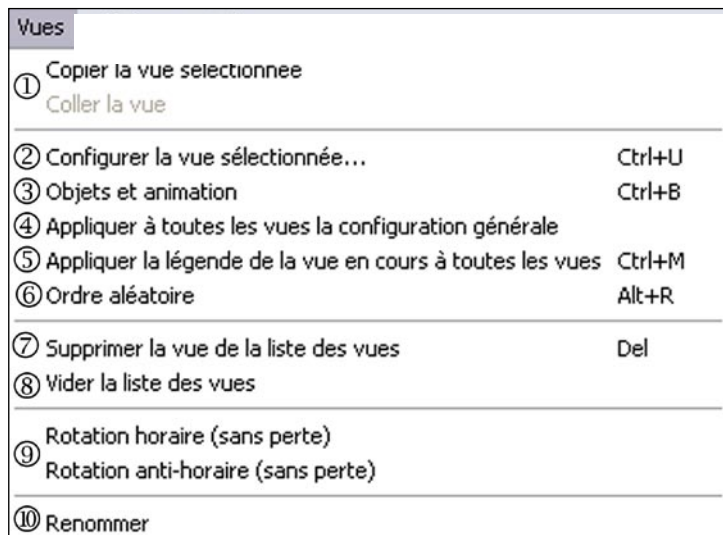 Vues
① Copier la vue sélectionnée
Coller la vue
② Configurer la vue sélectionnée... Ctrl+U
③ Objets et animation Ctrl+B
④ Appliquer à toutes les vues la configuration générale
⑤ Appliquer la légende de la vue en cours à toutes les vues Ctrl+M
⑥ Ordre aléatoire Alt+R
⑦ Supprimer la vue de la liste des vues Del
⑧ Vider la liste des vues
⑨ Rotation horaire (sans perte)
Rotation anti-horaire (sans perte)
⑩ Renommer